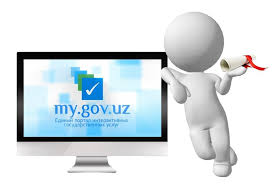 my.gov.uz
Единый портал интерактивных
государственных услуг